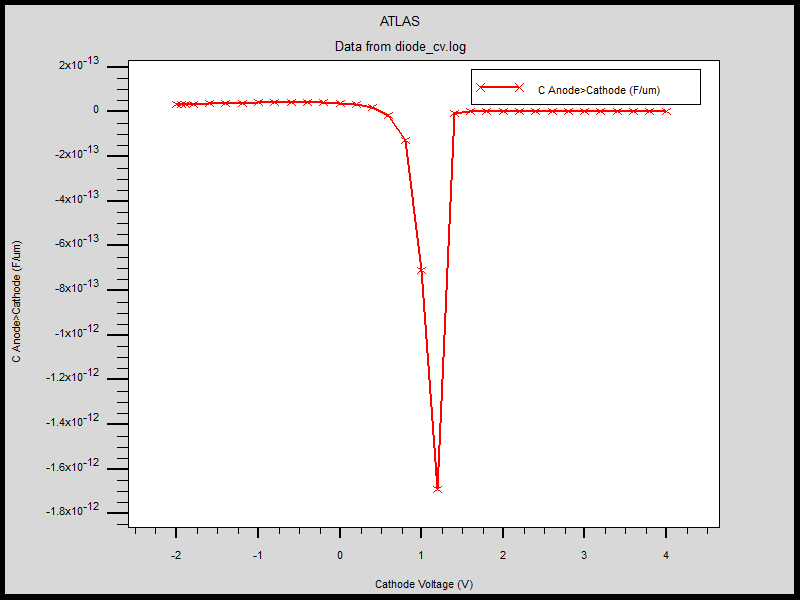 ATLAS
Data from diode_cv.log
C Anode>Cathode (F/um)
2x10-13
0
-2x10-13
-4x10-13
-6x10-13
-8x10-13
-1x10-12
-1.2x10-12
-1.4x10-12
-1.6x10-12
-1.8x10-12
C Anode>Cathode (F/um)
-2 -1 0 1 2 3 4
Cathode Voltage (V)